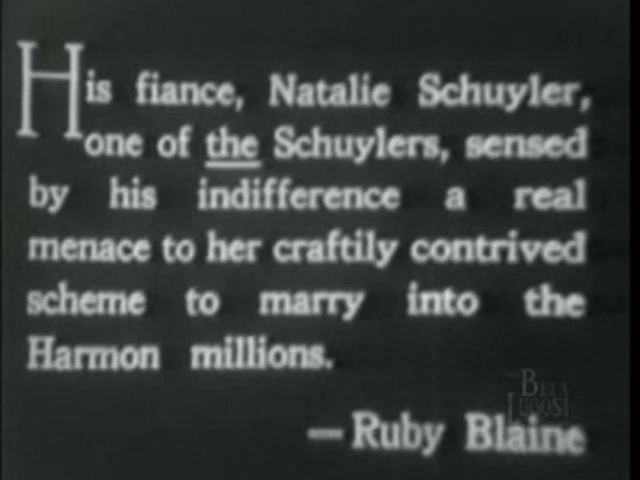 His fiance, Natalie Schuyler,
one of the Schuylers, sensed
by his indifference a real
menace to her craftily contrived
scheme to marry into the
Harmon millions.
—Ruby Blaine